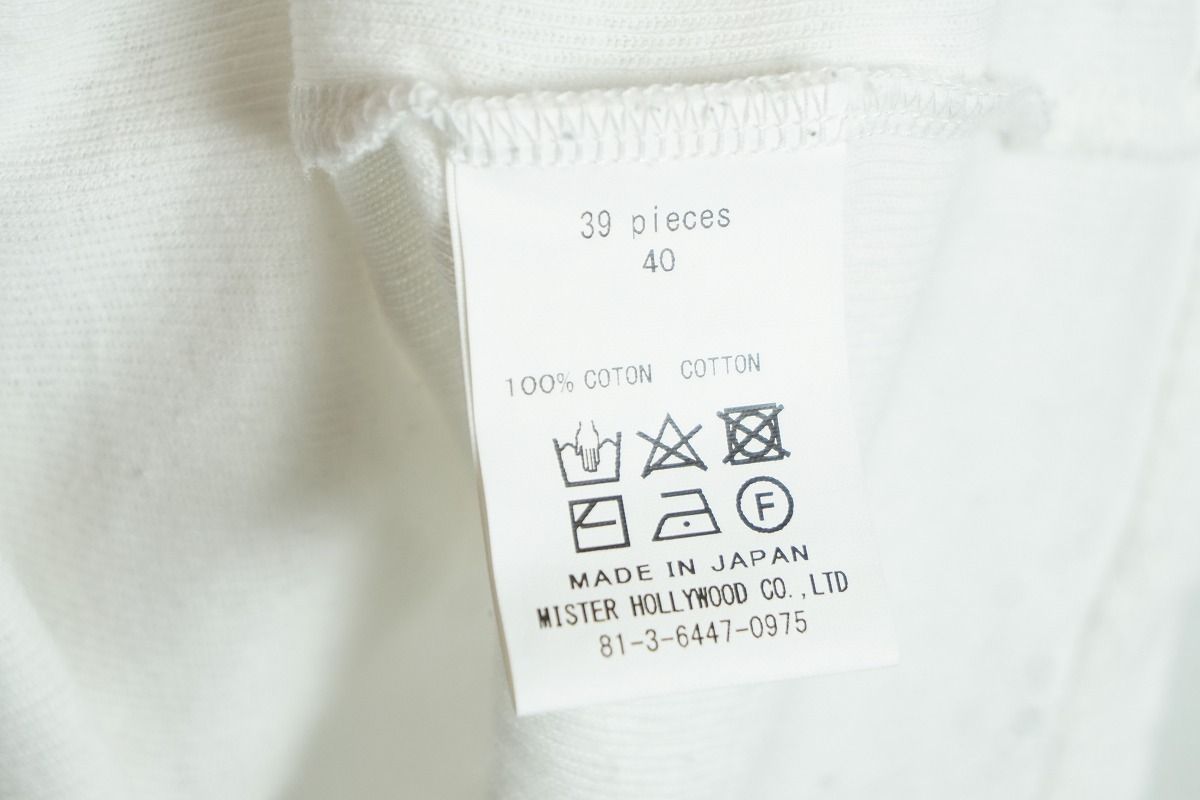 39 pieces
40
100% COTON COTTON
F
MADE IN JAPAN
MISTER HOLLYWOOD CO.,LTD
81-3-6447-0975